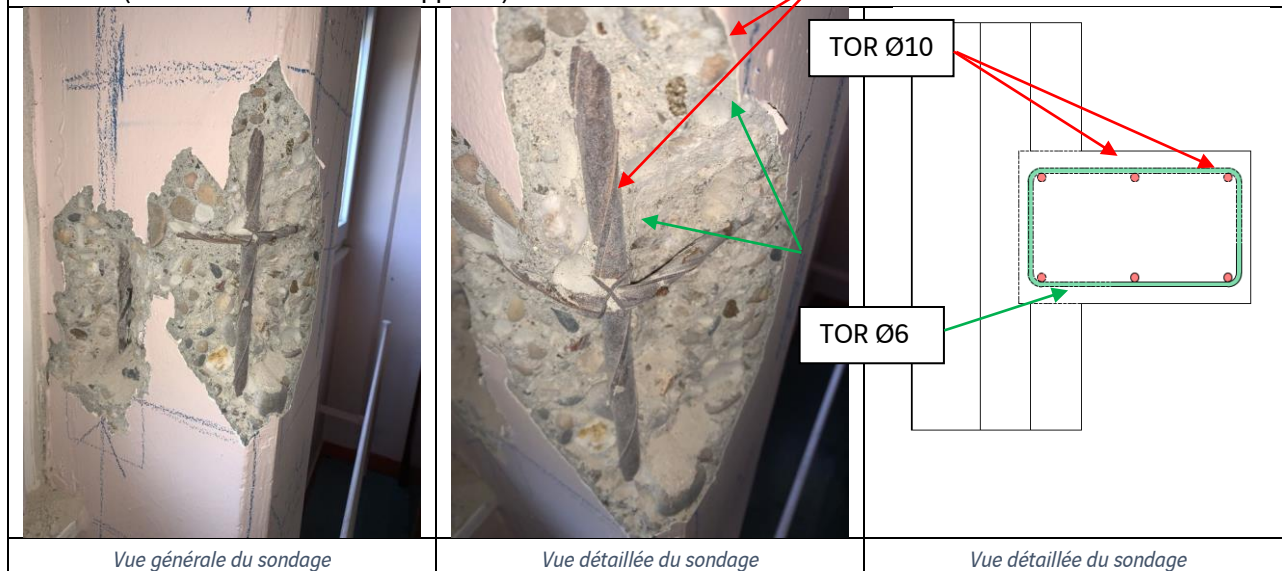 TOR Ø10
TOR Ø6
Vue générale du sondage
Vue détaillée du sondage
Vue détaillée du sondage